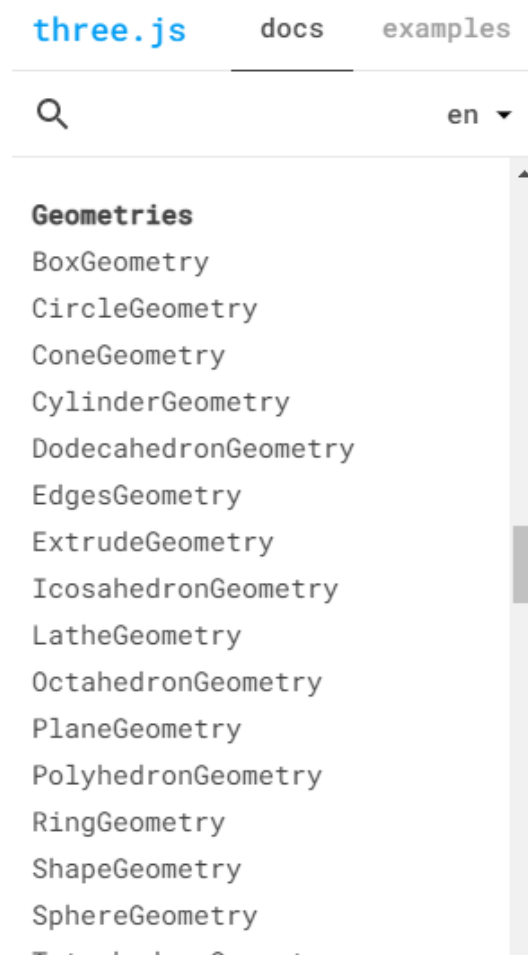 three.js docs examples
en
Geometries
BoxGeometry
CircleGeometry
ConeGeometry
CylinderGeometry
DodecahedronGeometry
EdgesGeometry
ExtrudeGeometry
IcosahedronGeometry
LatheGeometry
OctahedronGeometry
PlaneGeometry
PolyhedronGeometry
RingGeometry
ShapeGeometry
SphereGeometry